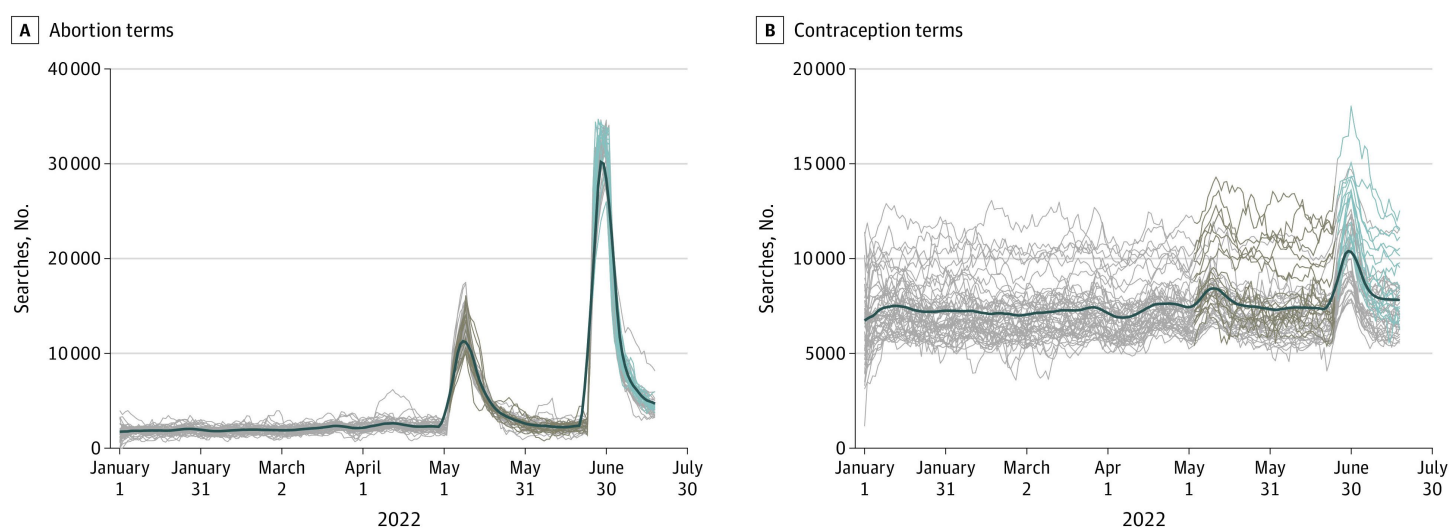 A Abortion terms
Searches, No.
40 000
30 000
20 000
10 000
0
January 1
January 31
March 2
April 1
May 1
May 31
June 30
July 30
2022
B Contraception terms
Searches, No.
20 000
15 000
10 000
5000
0
January 1
January 31
March 2
Apr 1
May 1
May 31
June 30
July 30
2022